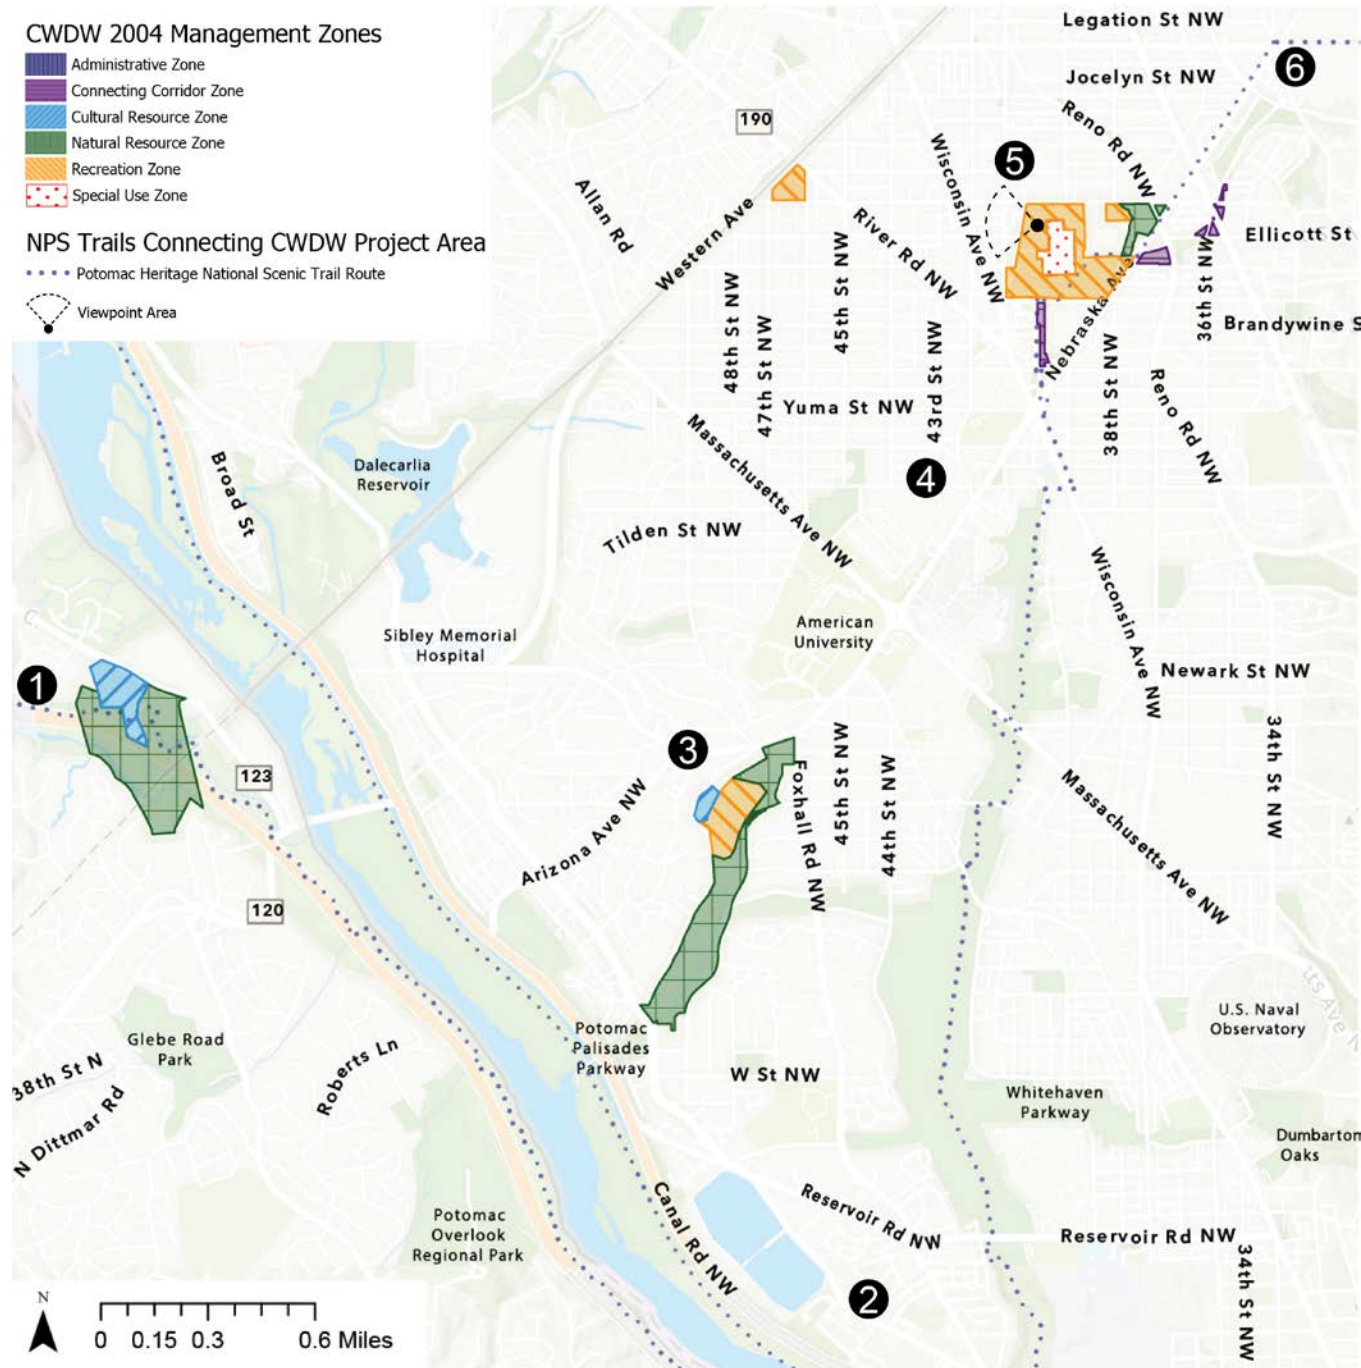 CWDW 2004 Management Zones
Administrative Zone
Connecting Corridor Zone
Cultural Resource Zone
Natural Resource Zone
Recreation Zone
Special Use Zone
NPS Trails Connecting CWDW Project Area
Potomac Heritage National Scenic Trail Route
Viewpoint Area
Legation St NW
6
Jocelyn St NW
190
Reno Rd NW
Wisconsin Ave NW
5
Allan Rd
Western Ave
River Rd NW
45th St NW
Ellicott St
36th St NW
48th St NW
47th St NW
43rd St NW
Nebraska Ave
38th St NW
Brandywine S
Reno Rd NW
Yuma St NW
Massachusetts Ave NW
4
Broad St
Dalecarlia
Reservoir
Tilden St NW
Wisconsin Ave NW
American
University
Sibley Memorial
Hospital
Newark St NW
1
C
3
34th St NW
123
Arizona Ave NW
Foxhall Rd NW
45th St NW
44th St NW
Massachusetts Ave NW
120
ts Ave N
U.S. Naval
Observatory
Glebe Road
Park
38th St N
N Dittmar Rd
Roberts Ln
Potomac
Palisades
Parkway
W St NW
Whitehaven
Parkway
Dumbarton
Oaks
Canal Rd NW
Reservoir Rd NW
Reservoir Rd NW
34th St NW
Potomac
Overlook
Regional Park
2
N
0 0.15 0.3 0.6 Miles